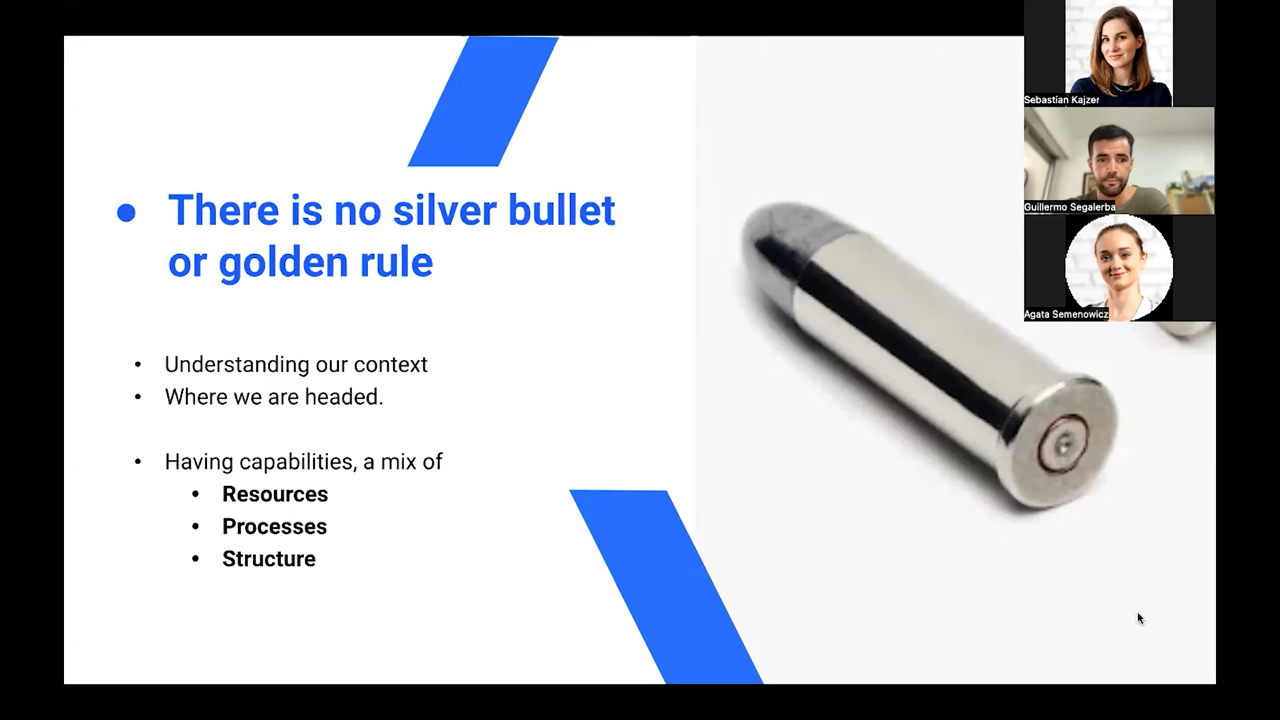 • There is no silver bullet
or golden rule
• Understanding our context
• Where we are headed.
• Having capabilities, a mix of
• Resources
• Processes
• Structure
Sebastian Kajzer
Guillermo Segalerba
Agata Semenowicz